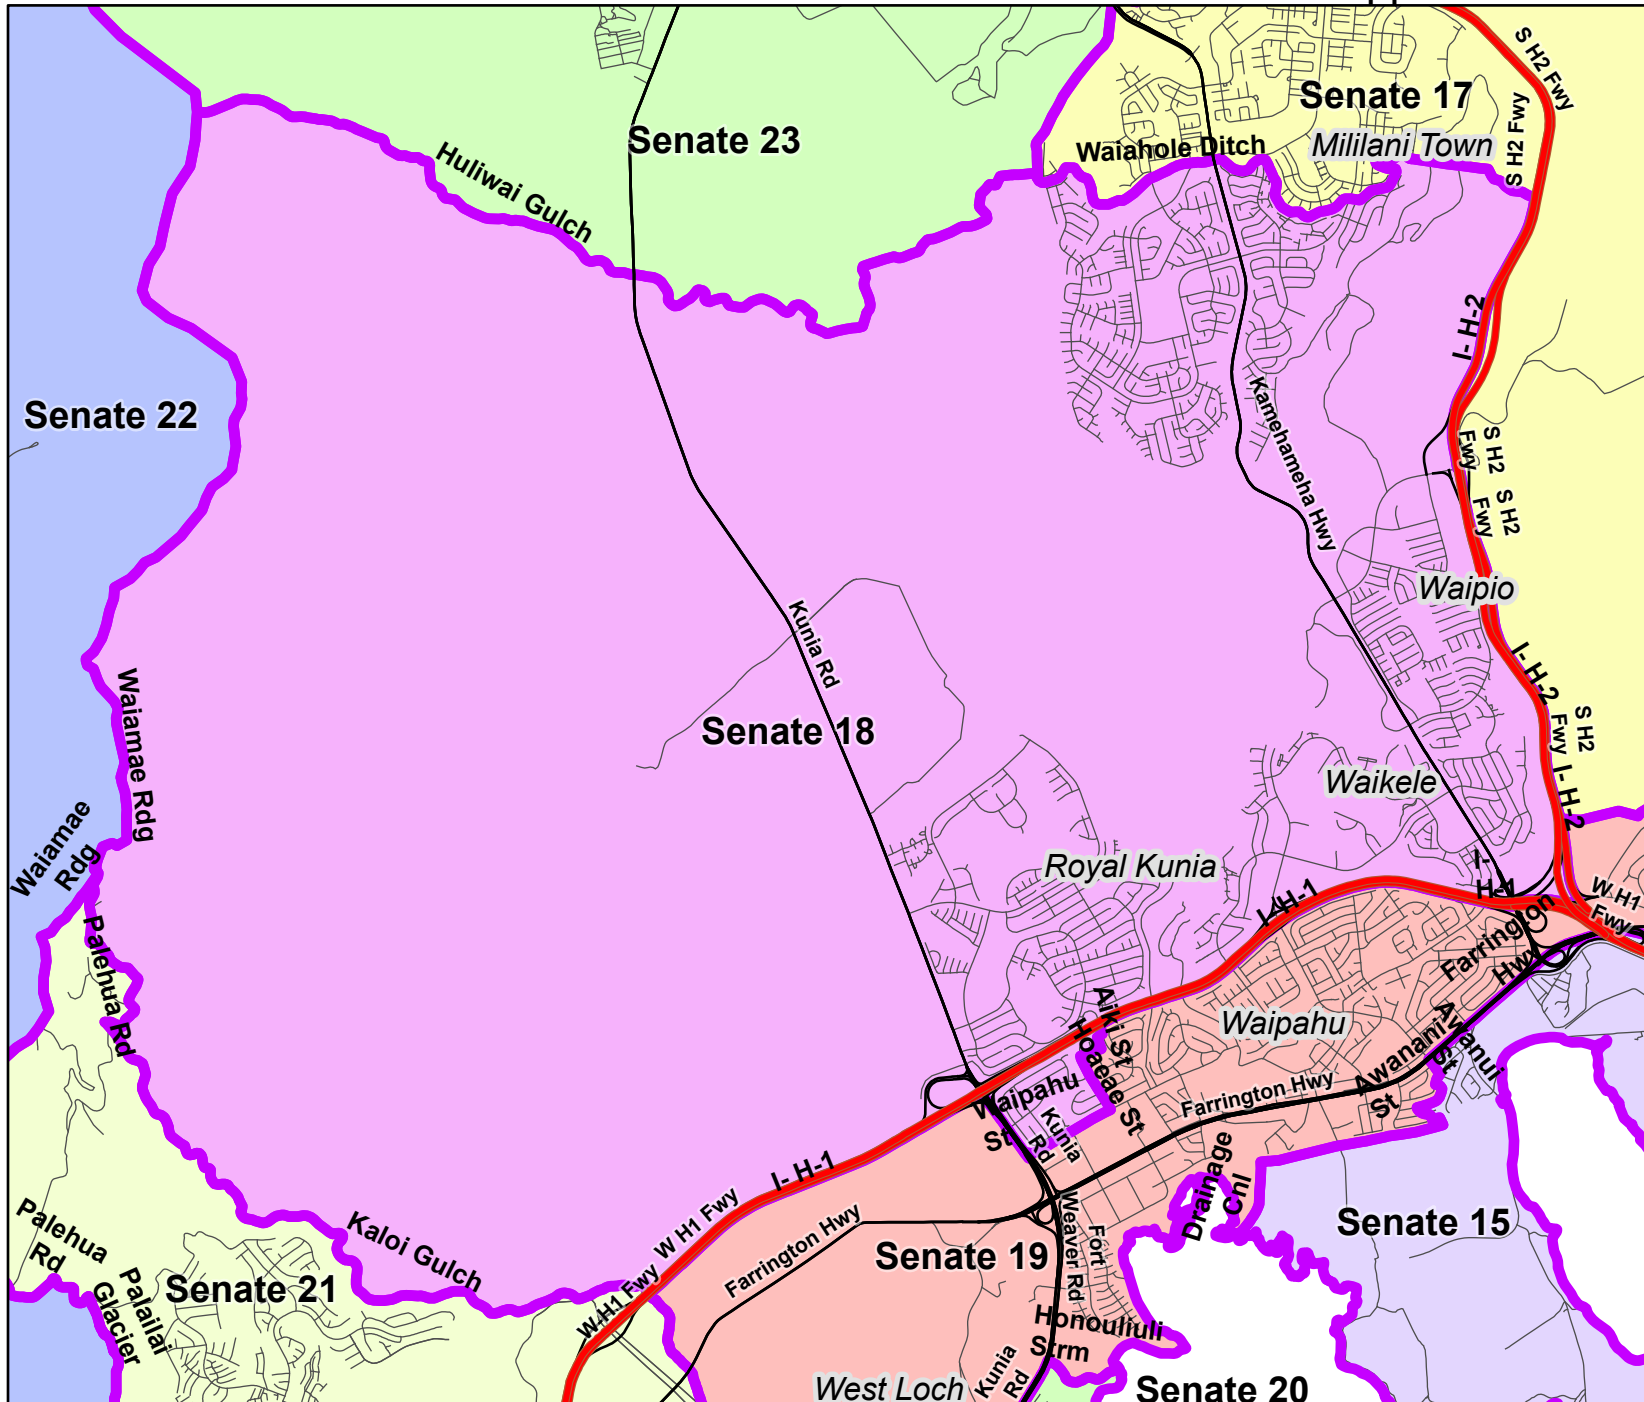 S H2 Fwy
Senate 17
S H2 Fwy
Senate 23
Waiahole Ditch
Mililani Town
Huliwai Gulch
I- H-2
Senate 22
Kamehameha Hwy
S H2
Fwy
S H2
Fwy
Waipio
Kunia Rd
I- H-2
Waiamae Rdg
Senate 18
S H2
Fwy
I- H-2
Waikele
Waiamae
Rdg
Royal Kunia
I-
H-1
I- H-1
W H1
Fwy
Farrington
Hwy
Palehua Rd
Aiki St
Waipahu
Hoaeae St
Awanui
St
Awanani
St
Waipahu
St
Farrington Hwy
Kunia
Rd
I- H-1
Drainage
Cnl
Palehua
Rd
Kaloi Gulch
W H1 Fwy
Farrington Hwy
Fort
Weaver Rd
Senate 15
Senate 19
Senate 21
Palailai
Glacier
W H1 Fwy
Honouliuli
Strm
Kunia
Rd
West Loch
Senate 20